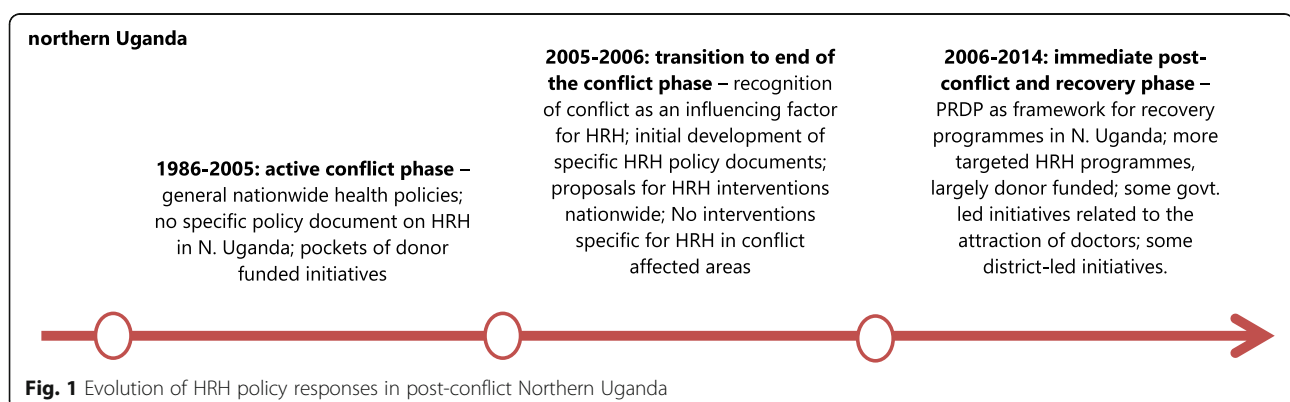 northern Uganda
1986-2005: active conflict phase –
general nationwide health policies;
no specific policy document on HRH
in N. Uganda; pockets of donor
funded initiatives
2005-2006: transition to end of
the conflict phase – recognition
of conflict as an influencing factor
for HRH; initial development of
specific HRH policy documents;
proposals for HRH interventions
nationwide; No interventions
specific for HRH in conflict
affected areas
2006-2014: immediate post-
conflict and recovery phase –
PRDP as framework for recovery
programmes in N. Uganda; more
targeted HRH programmes,
largely donor funded; some govt.
led initiatives related to the
attraction of doctors; some
district-led initiatives.
Fig. 1 Evolution of HRH policy responses in post-conflict Northern Uganda